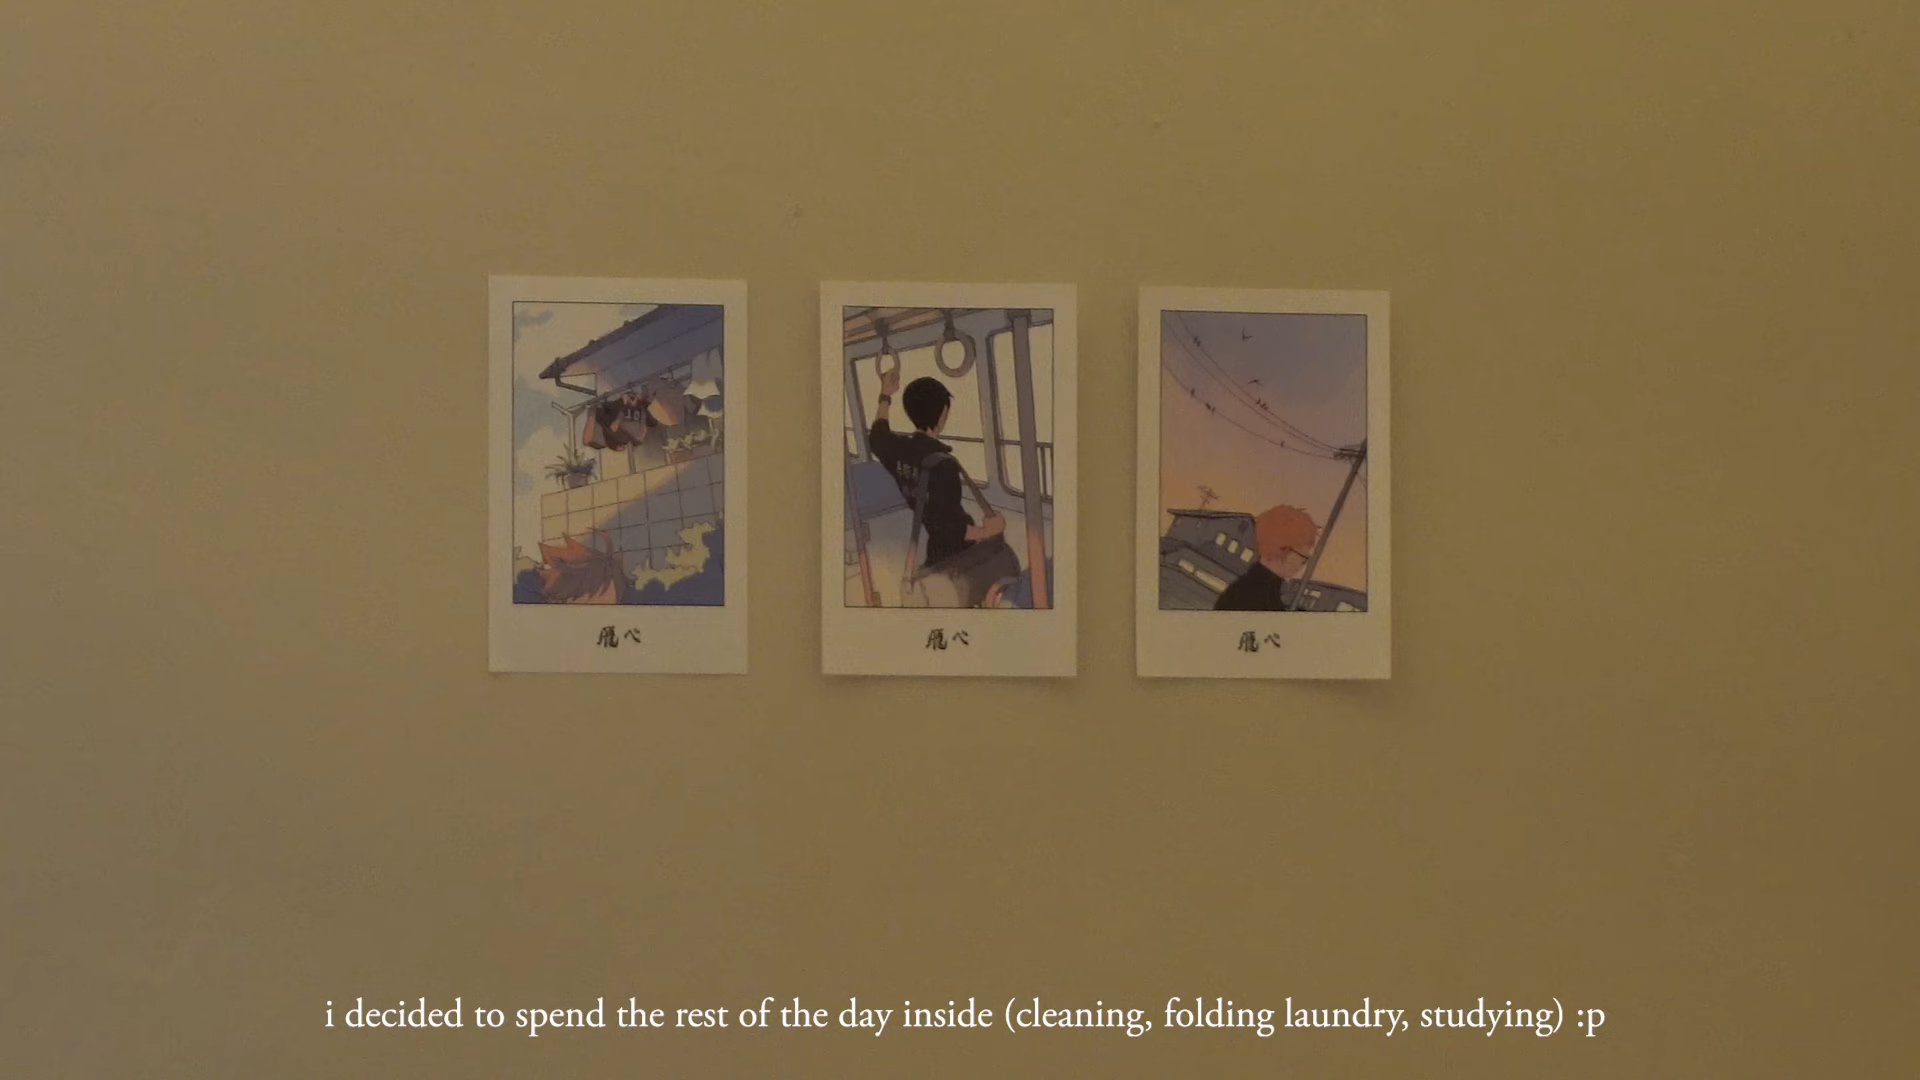 飛べ
飛べ
飛べ
i decided to spend the rest of the day inside (cleaning, folding laundry, studying) :p